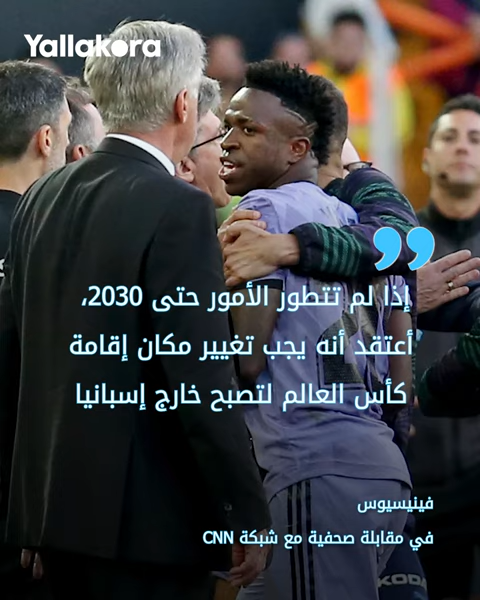 Yallakora
إذا لم تتطور الأمور حتى 2030،
أعتقد أنه يجب تغيير مكان إقامة
كأس العالم لتصبح خارج إسبانيا
فينيسيوس
في مقابلة صحفية مع شبكة CNN
KODA